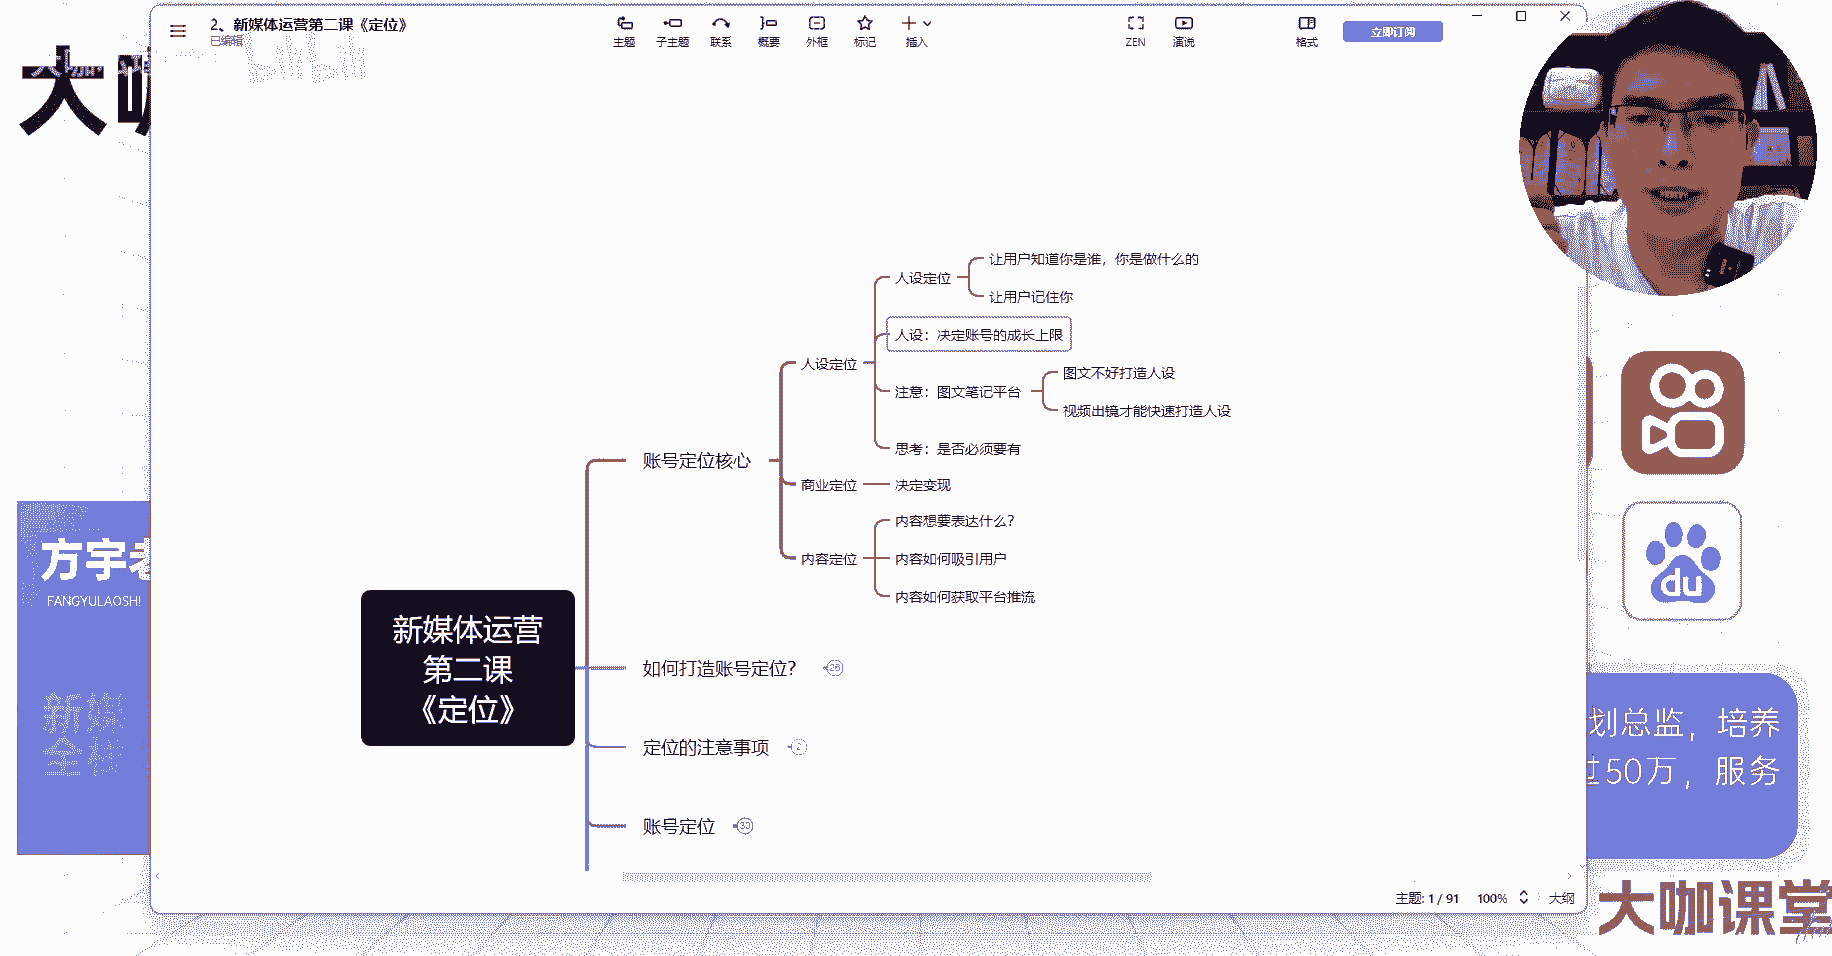 2、新媒体运营第二课《定位》
已编辑
主题
子主题
联系
概要
外框
标记
插入
ZEN
演说
格式
立即订阅
大咖
bilibili
人设定位
让用户知道你是谁，你是做什么的
让用户记住你
人设：决定账号的成长上限
人设定位
注意：图文笔记平台
图文不好打造人设
视频出镜才能快速打造人设
思考：是否必须要有
账号定位核心
商业定位
决定变现
内容想要表达什么？
内容定位
内容如何吸引用户
内容如何获取平台推流
新媒体运营
第二课
《定位》
如何打造账号定位？
26
定位的注意事项
2
账号定位
30
方宇老
FANGYULAOSHI
新媒
全栈
du
划总监，培养
过50万，服务
主题: 1 / 91
100%
大纲
大咖课堂